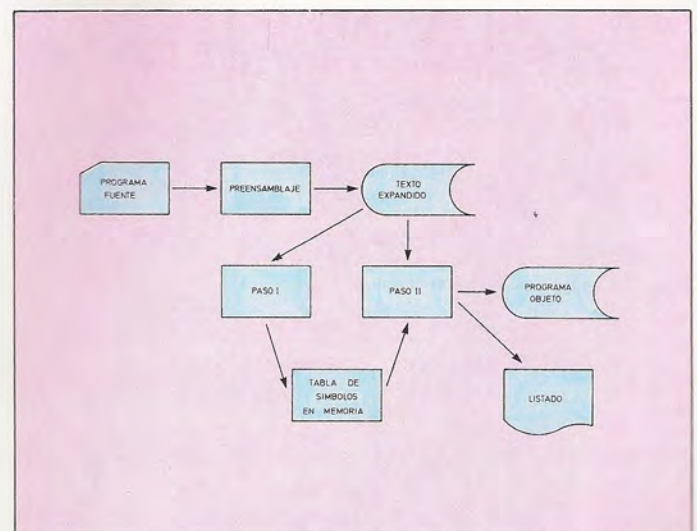 PROGRAMA
FUENTE
PREENSAMBLAJE
TEXTO
EXPANDIDO
PASO I
PASO II
PROGRAMA
OBJETO
TABLA DE
SIMBOLOS
EN MEMORIA
LISTADO